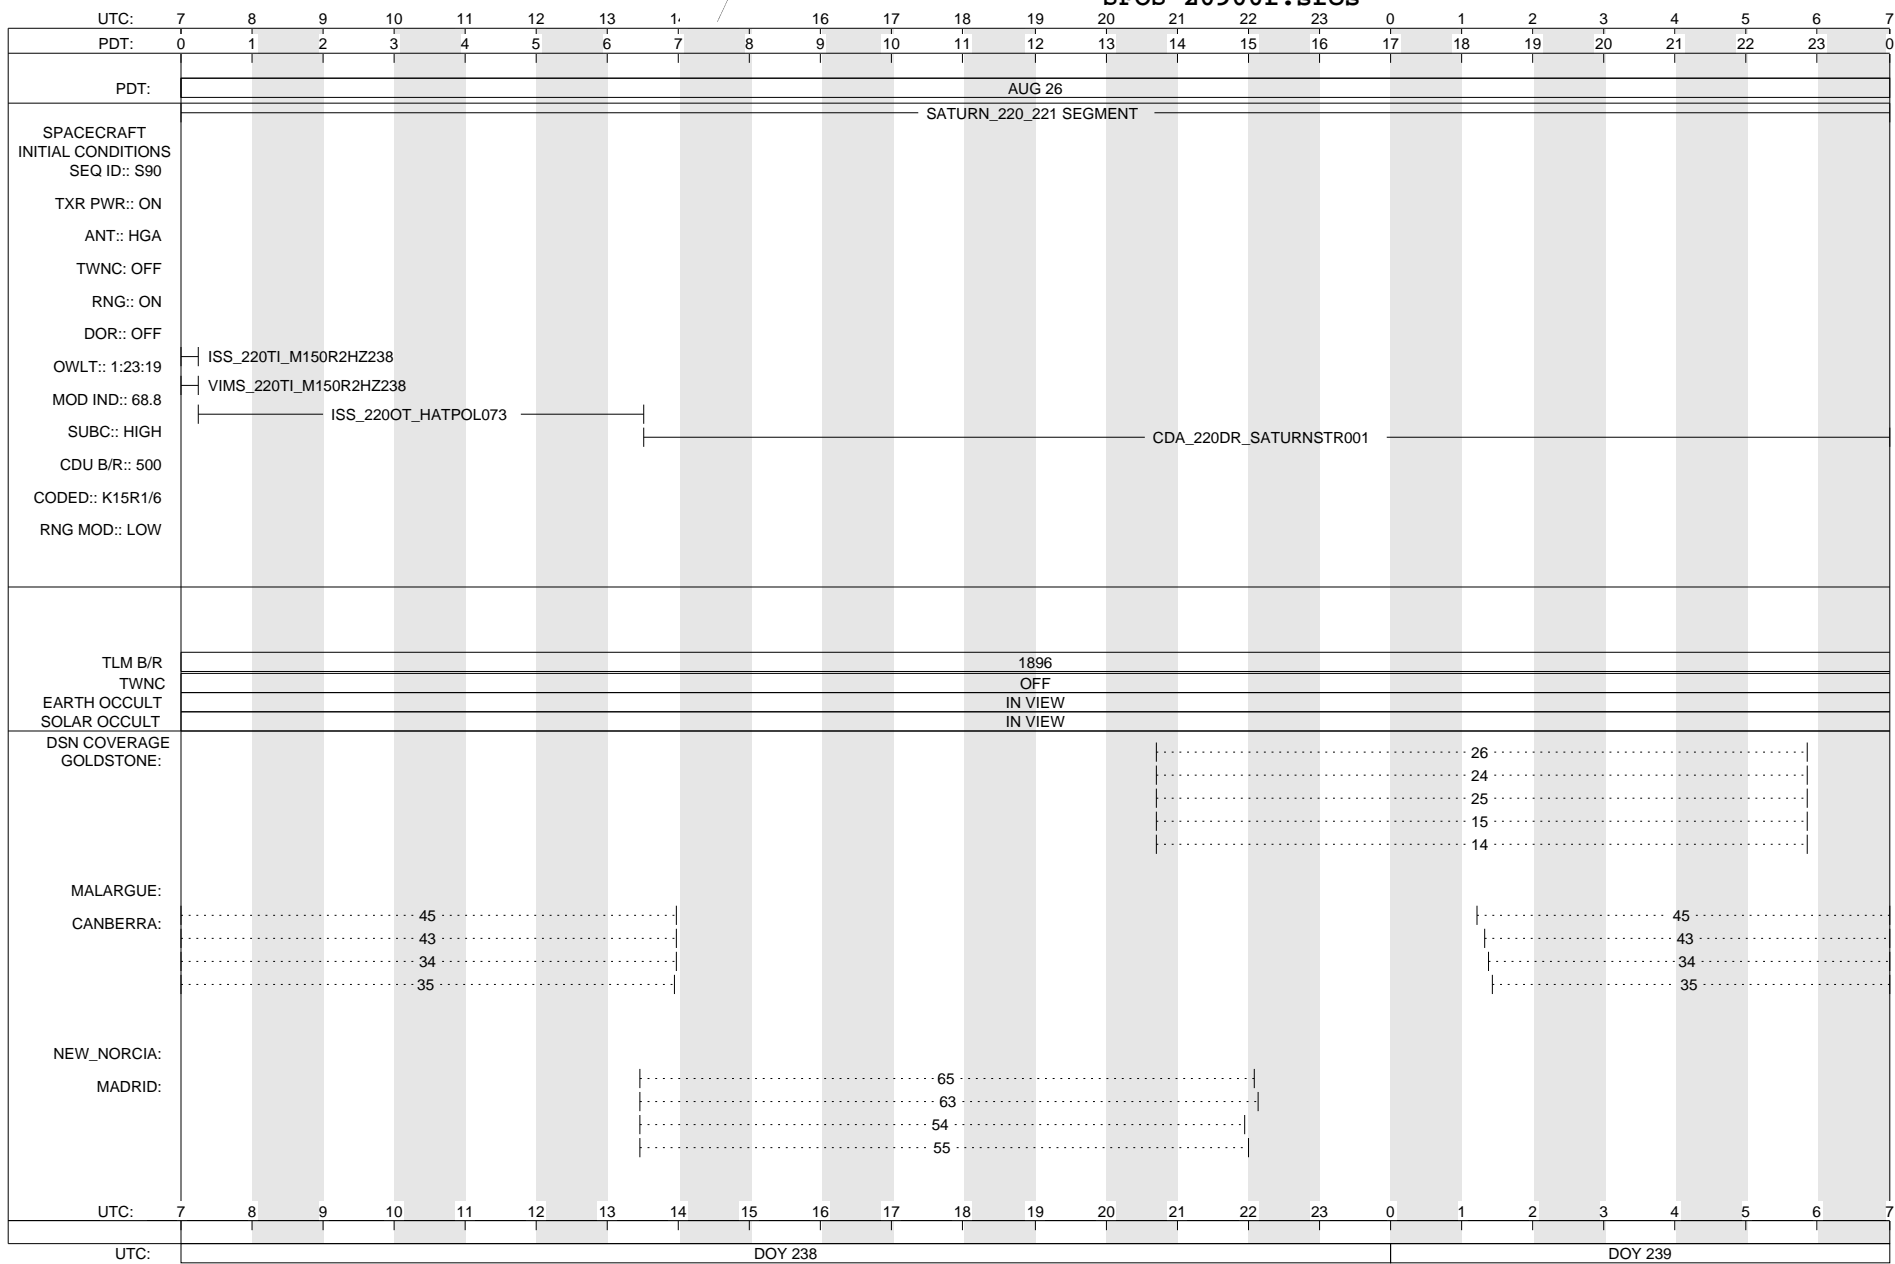 SFOS 20900I.sfos
UTC: 7 8 9 10 11 12 13 14 16 17 18 19 20 21 22 23 0 1 2 3 4 5 6 7
PDT: 0 1 2 3 4 5 6 7 8 9 10 11 12 13 14 15 16 17 18 19 20 21 22 23 0
PDT: AUG 26
SATURN_220_221 SEGMENT
SPACECRAFT
INITIAL CONDITIONS
SEQ ID:: S90
TXR PWR:: ON
ANT:: HGA
TWNC: OFF
RNG:: ON
DOR:: OFF
ISS_220TI_M150R2HZ238
OWLT:: 1:23:19
VIMS_220TI_M150R2HZ238
MOD IND:: 68.8
ISS_220OT_HATPOL073
SUBC:: HIGH
CDA_220DR_SATURNSTR001
CDU B/R:: 500
CODED:: K15R1/6
RNG MOD:: LOW
TLM B/R 1896
TWNC OFF
EARTH OCCULT IN VIEW
SOLAR OCCULT IN VIEW
DSN COVERAGE
GOLDSTONE: 26
24
25
15
14
MALARGUE:
CANBERRA: 45 45
43 43
34 34
35 35
NEW_NORCIA:
MADRID: 65
63
54
55
UTC: 7 8 9 10 11 12 13 14 15 16 17 18 19 20 21 22 23 0 1 2 3 4 5 6 7
UTC: DOY 238 DOY 239